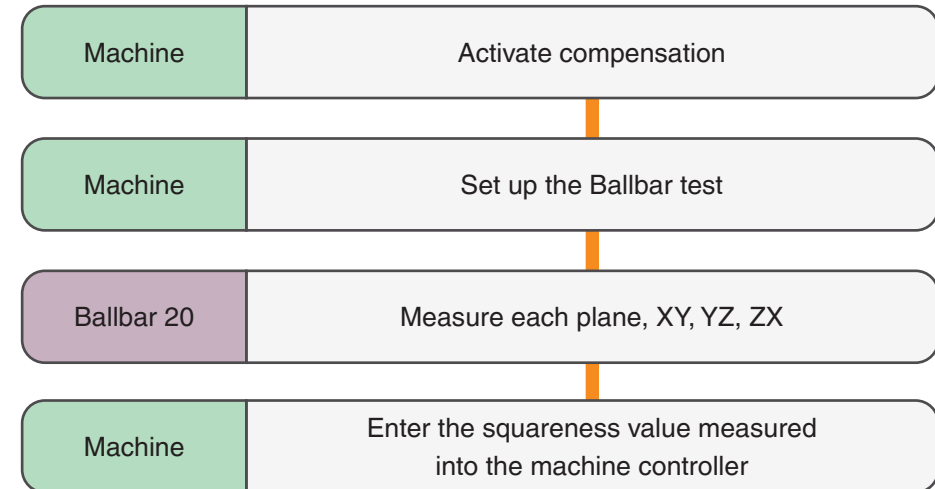 Machine
Activate compensation
Machine
Set up the Ballbar test
Ballbar 20
Measure each plane, XY, YZ, ZX
Machine
Enter the squareness value measured
into the machine controller